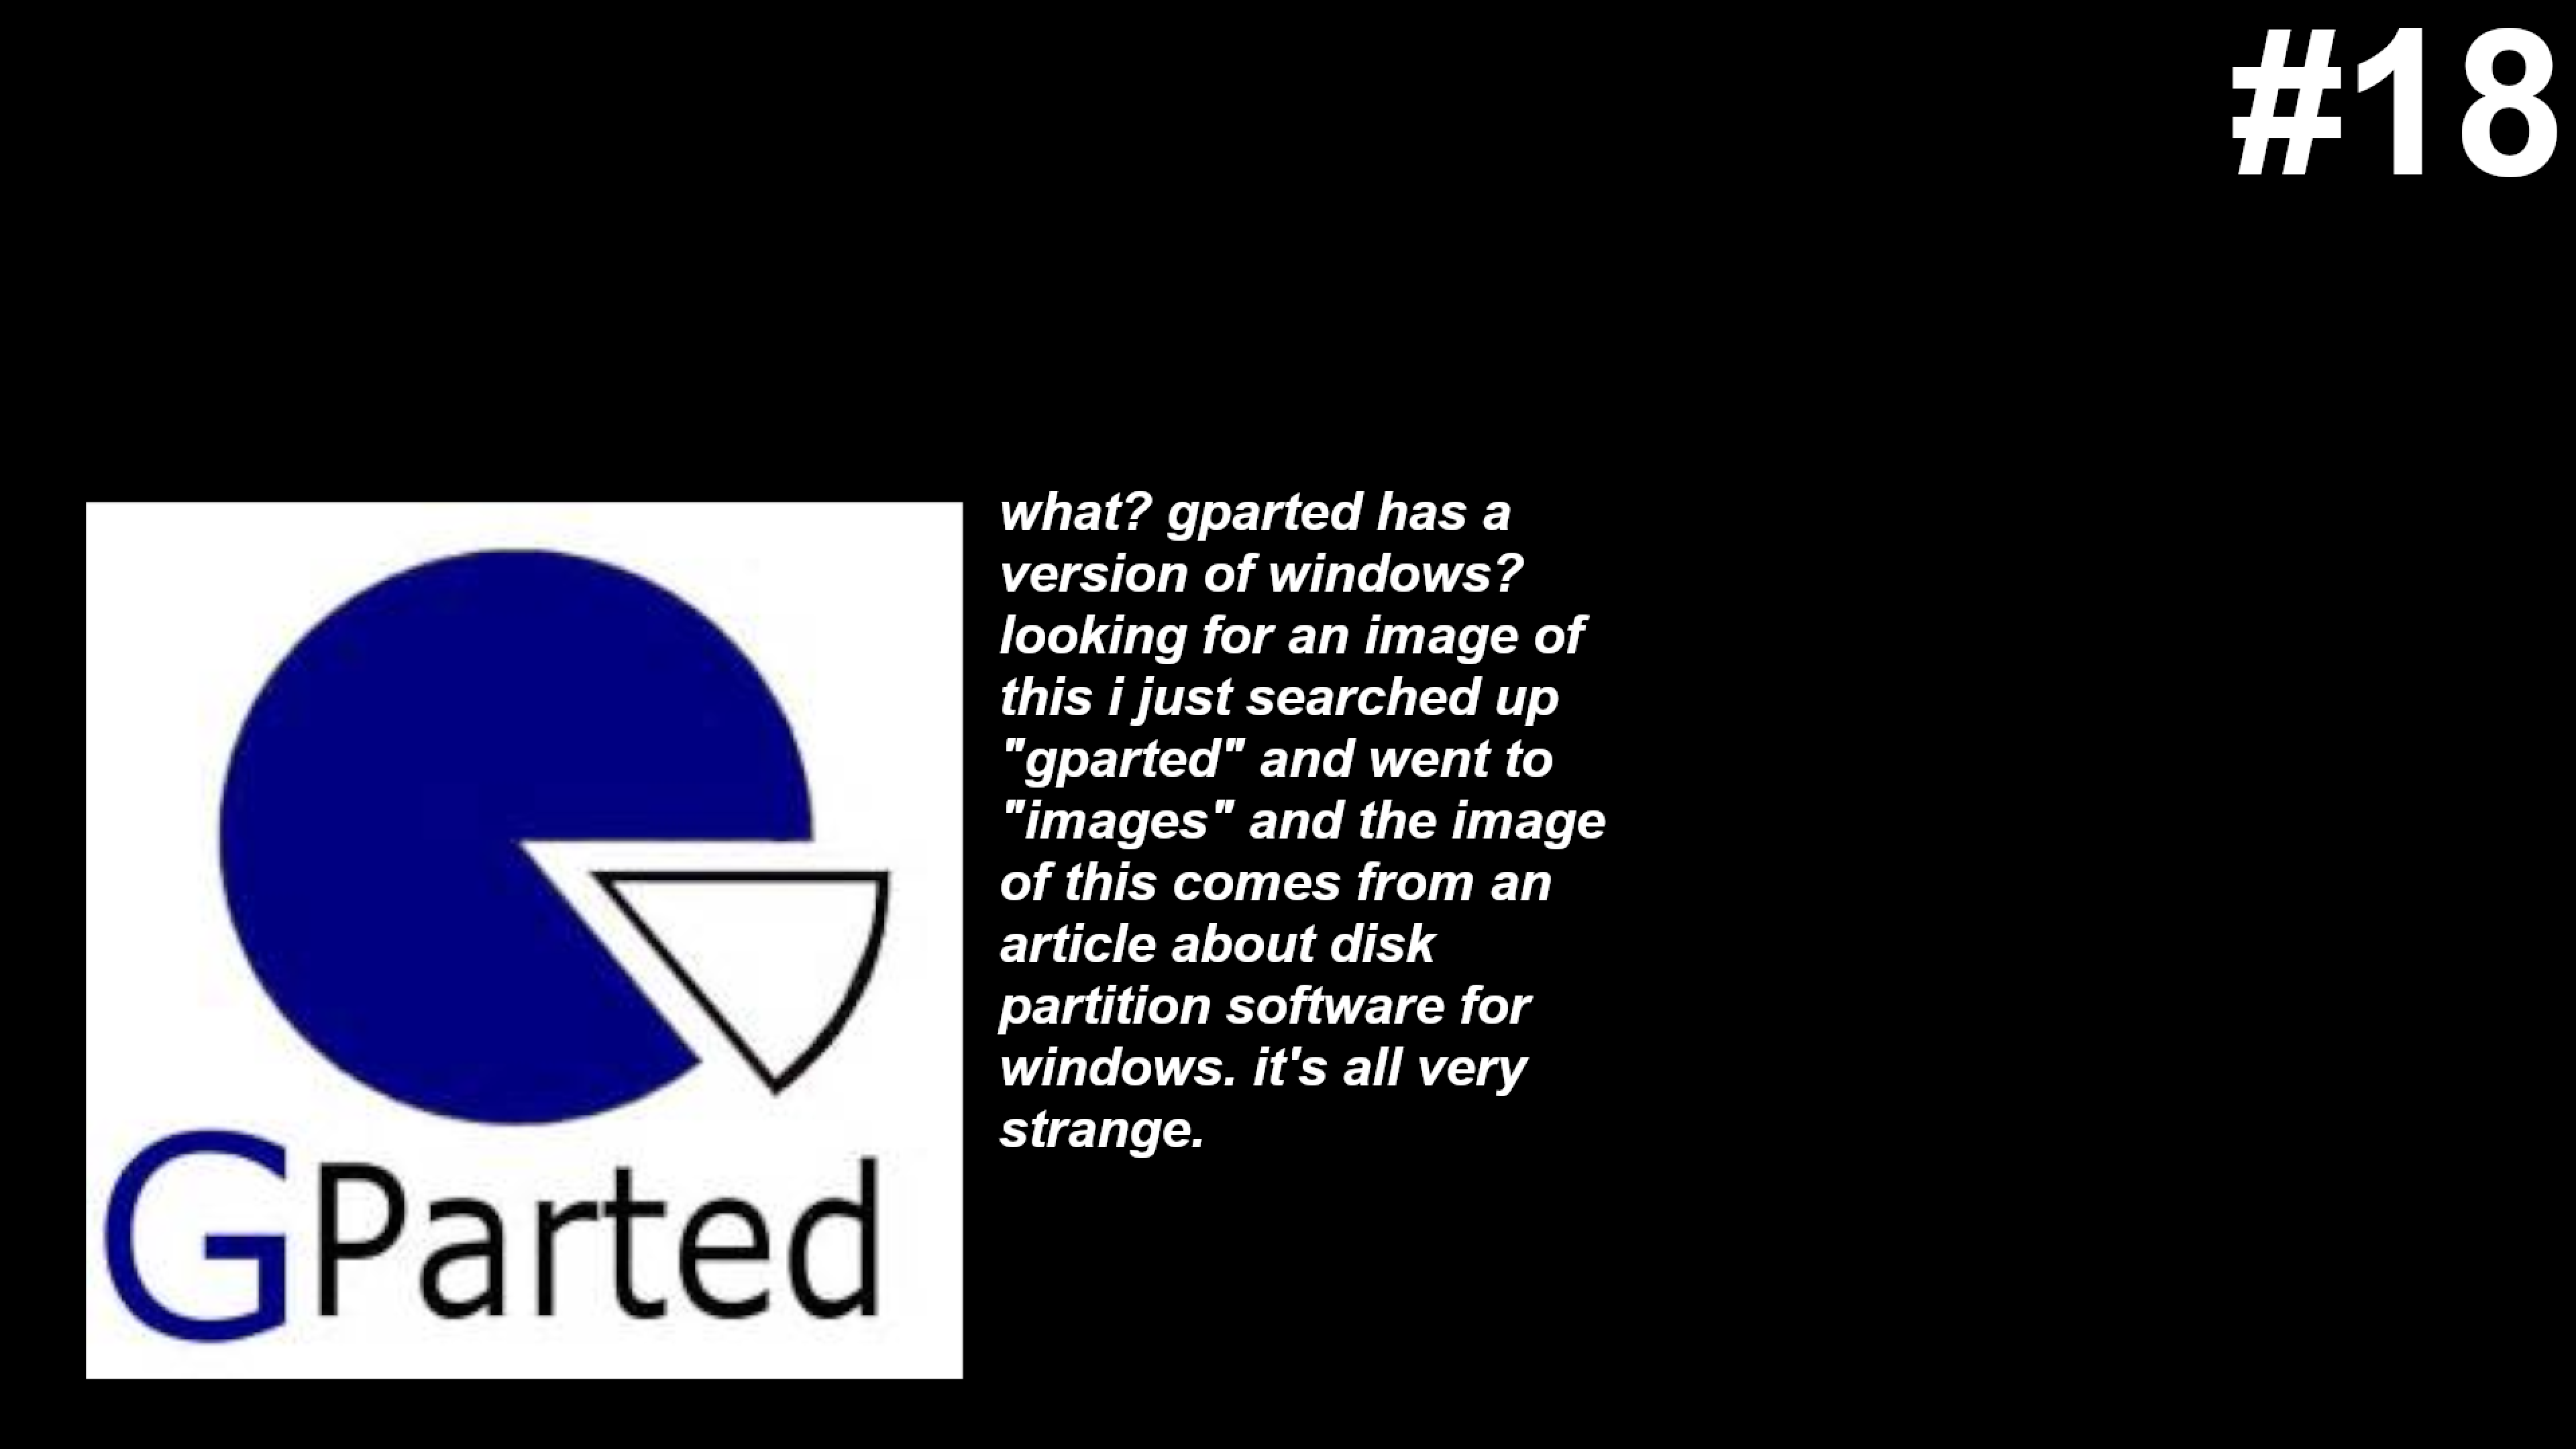 #18
what? gparted has a
version of windows?
looking for an image of
this i just searched up
"gparted" and went to
"images" and the image
of this comes from an
article about disk
partition software for
windows. it's all very
strange.
GParted